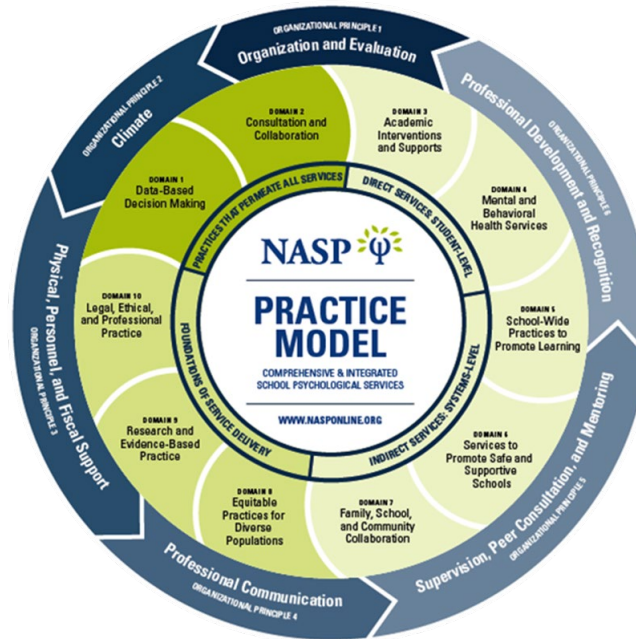 NASP
PRACTICE
MODEL
COMPREHENSIVE & INTEGRATED
SCHOOL PSYCHOLOGICAL SERVICES
WWW.NASPONLINE.ORG
PRACTICES THAT PERMEATE ALL SERVICES
DIRECT SERVICES: STUDENT-LEVEL
INDIRECT SERVICES: SYSTEMS-LEVEL
FOUNDATIONS OF SERVICE DELIVERY
DOMAIN 1
Data-Based
Decision Making
DOMAIN 2
Consultation and
Collaboration
DOMAIN 3
Academic
Interventions
and Supports
DOMAIN 4
Mental and
Behavioral
Health Services
DOMAIN 5
School-Wide
Practices to
Promote Learning
DOMAIN 6
Services to
Promote Safe and
Supportive
Schools
DOMAIN 7
Family, School,
and Community
Collaboration
DOMAIN 8
Equitable
Practices for
Diverse
Populations
DOMAIN 9
Research and
Evidence-Based
Practice
DOMAIN 10
Legal, Ethical,
and Professional
Practice
ORGANIZATIONAL PRINCIPLE 1
Organization and Evaluation
ORGANIZATIONAL PRINCIPLE 2
Climate
Physical, Personnel, and Fiscal Support
ORGANIZATIONAL PRINCIPLE 3
Professional Communication
ORGANIZATIONAL PRINCIPLE 4
Supervision, Peer Consultation, and Mentoring
ORGANIZATIONAL PRINCIPLE 5
ORGANIZATIONAL PRINCIPLE 6
Professional Development and Recognition